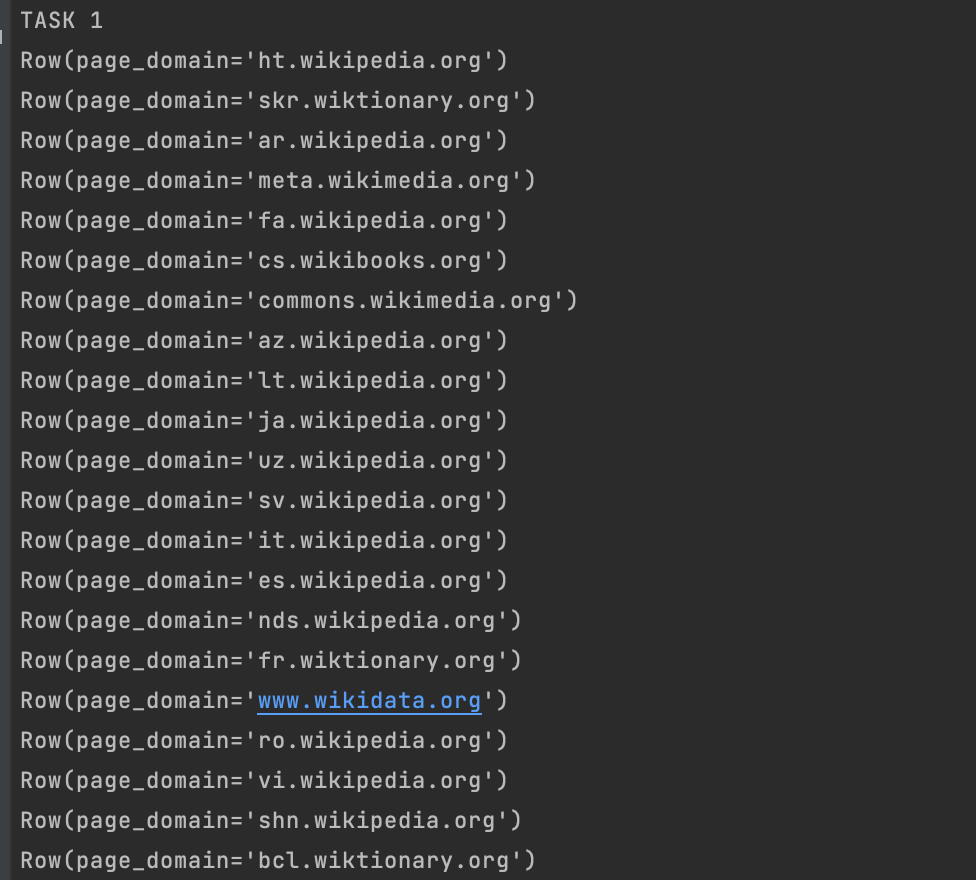 TASK 1
Row(page_domain='ht.wikipedia.org')
Row(page_domain='skr.wiktionary.org')
Row(page_domain='ar.wikipedia.org')
Row(page_domain='meta.wikimedia.org')
Row(page_domain='fa.wikipedia.org')
Row(page_domain='cs.wikibooks.org')
Row(page_domain='commons.wikimedia.org')
Row(page_domain='az.wikipedia.org')
Row(page_domain='lt.wikipedia.org')
Row(page_domain='ja.wikipedia.org')
Row(page_domain='uz.wikipedia.org')
Row(page_domain='sv.wikipedia.org')
Row(page_domain='it.wikipedia.org')
Row(page_domain='es.wikipedia.org')
Row(page_domain='nds.wikipedia.org')
Row(page_domain='fr.wiktionary.org')
Row(page_domain='www.wikidata.org')
Row(page_domain='ro.wikipedia.org')
Row(page_domain='vi.wikipedia.org')
Row(page_domain='shn.wikipedia.org')
Row(page_domain='bcl.wiktionary.org')